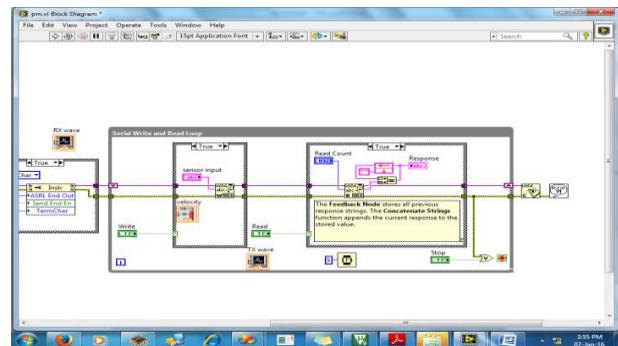 pm.vi Block Diagram *
File Edit View Project Operate Tools Window Help
15pt Application Font
Search
RX wave
Serial Write and Read Loop
True
True
True
sensor input
Read Count
Response
Instr
ASRL End Out
Send End En
TermChar
velocity
The Feedback Node stores all previous
response strings. The Concatenate Strings
function appends the current response to the
stored value.
Write
Read
TX wave
Stop
3:55 PM
07-Jan-16